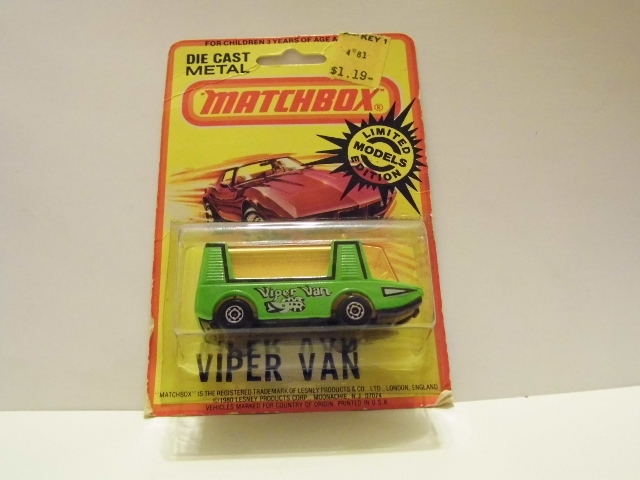 FOR CHILDREN 3 YEARS OF AGE A
KEY 1
4 81
$1.19
DIE CAST
METAL
MATCHBOX®
LIMITED
MODELS
EDITION
Viper Van
VIPER VAN
"MATCHBOX" IS THE REGISTERED TRADEMARK OF LESNEY PRODUCTS & CO. LTD., LONDON, ENGLAND
©1980 LESNEY PRODUCTS CORP. MOONACHIE, N.J. 07074
VEHICLES MARKED FOR COUNTRY OF ORIGIN. PRINTED IN U.S.A.